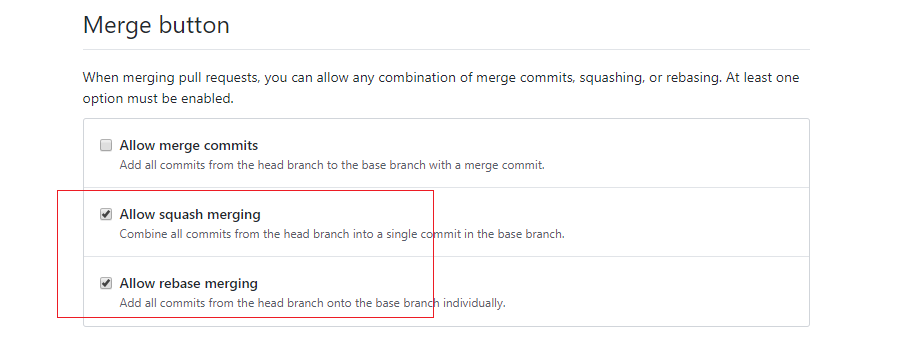 Merge button
When merging pull requests, you can allow any combination of merge commits, squashing, or rebasing. At least one
option must be enabled.
Allow merge commits
Add all commits from the head branch to the base branch with a merge commit.
Allow squash merging
Combine all commits from the head branch into a single commit in the base branch.
Allow rebase merging
Add all commits from the head branch onto the base branch individually.